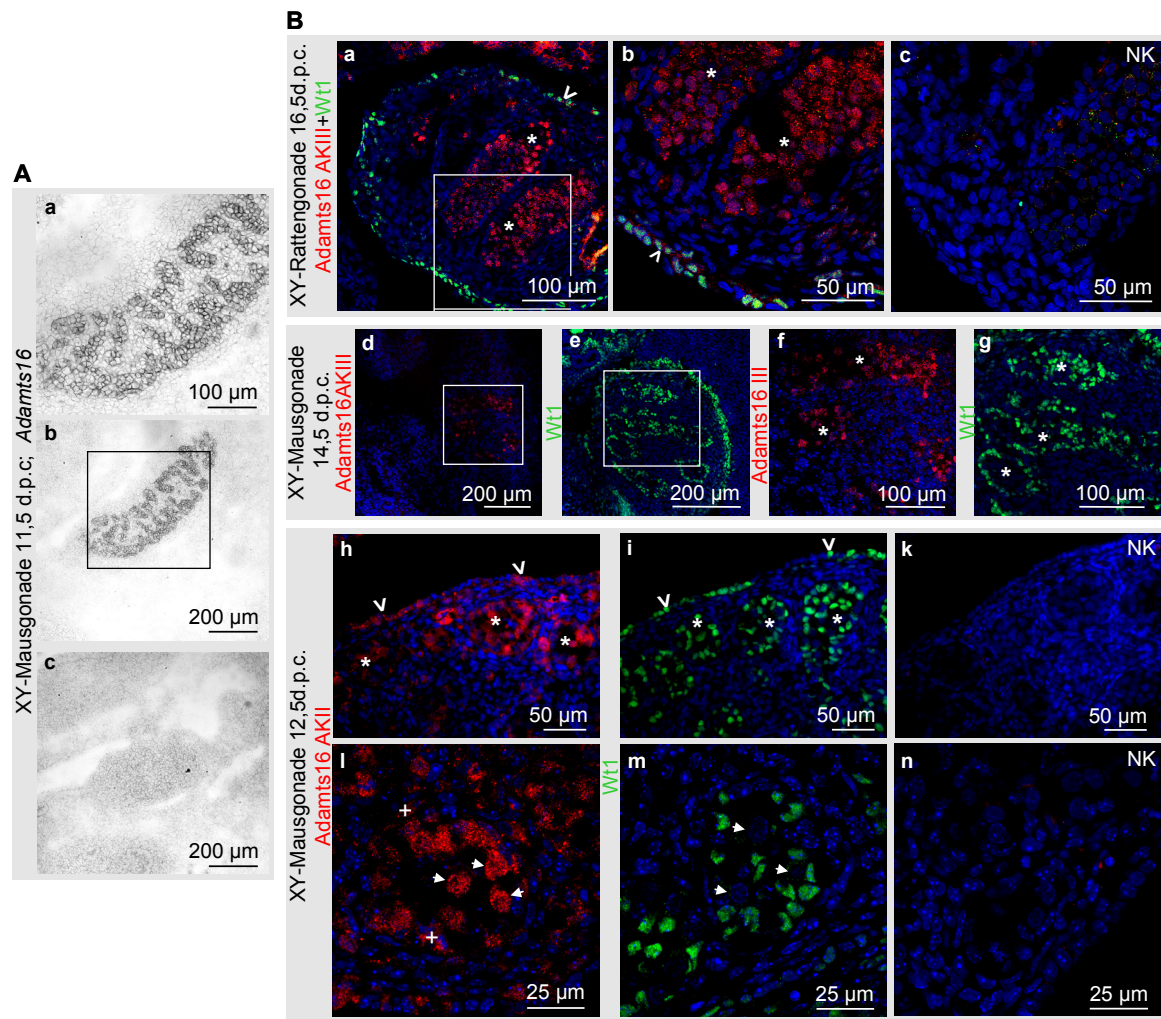 A
XY-Mausgonade 11,5 d.p.c; Adamts16
a
100 µm
b
200 µm
c
200 µm
B
XY-Rattengonade 16,5d.p.c.
Adamts16 AKIII+Wt1
a
>
*
*
100 µm
b
*
*
>
50 µm
c
NK
50 µm
XY-Mausgonade
14,5 d.p.c.
Adamts16AKIII
d
200 µm
Wt1
e
200 µm
Adamts16 III
f
*
*
100 µm
Wt1
g
*
*
*
100 µm
XY-Mausgonade 12,5d.p.c.
Adamts16 AKII
h
>
>
*
*
*
50 µm
i
>
>
*
*
*
50 µm
k
NK
50 µm
l
+
+
25 µm
Wt1
m
25 µm
n
NK
25 µm